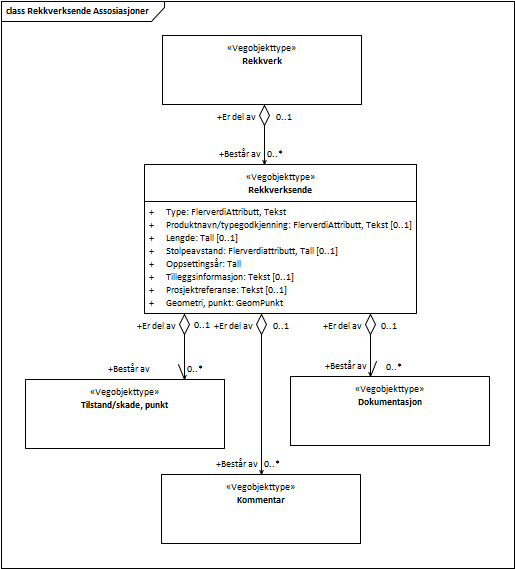 class Rekkverksende Assosiasjoner
«Vegobjekttype»
Rekkverk
+Er del av 0..1
+Består av 0..*
«Vegobjekttype»
Rekkverksende
+ Type: FlerverdiAttributt, Tekst
+ Produktnavn/typegodkjenning: FlerverdiAttributt, Tekst [0..1]
+ Lengde: Tall [0..1]
+ Stolpeavstand: Flerverdiattributt, Tall [0..1]
+ Oppsettingsår: Tall
+ Tilleggsinformasjon: Tekst [0..1]
+ Prosjektreferanse: Tekst [0..1]
+ Geometri, punkt: GeomPunkt
+Er del av 0..1 +Er del av 0..1 +Er del av 0..1
+Består av 0..* +Består av 0..*
«Vegobjekttype»
Tilstand/skade, punkt
«Vegobjekttype»
Dokumentasjon
+Består av 0..*
«Vegobjekttype»
Kommentar